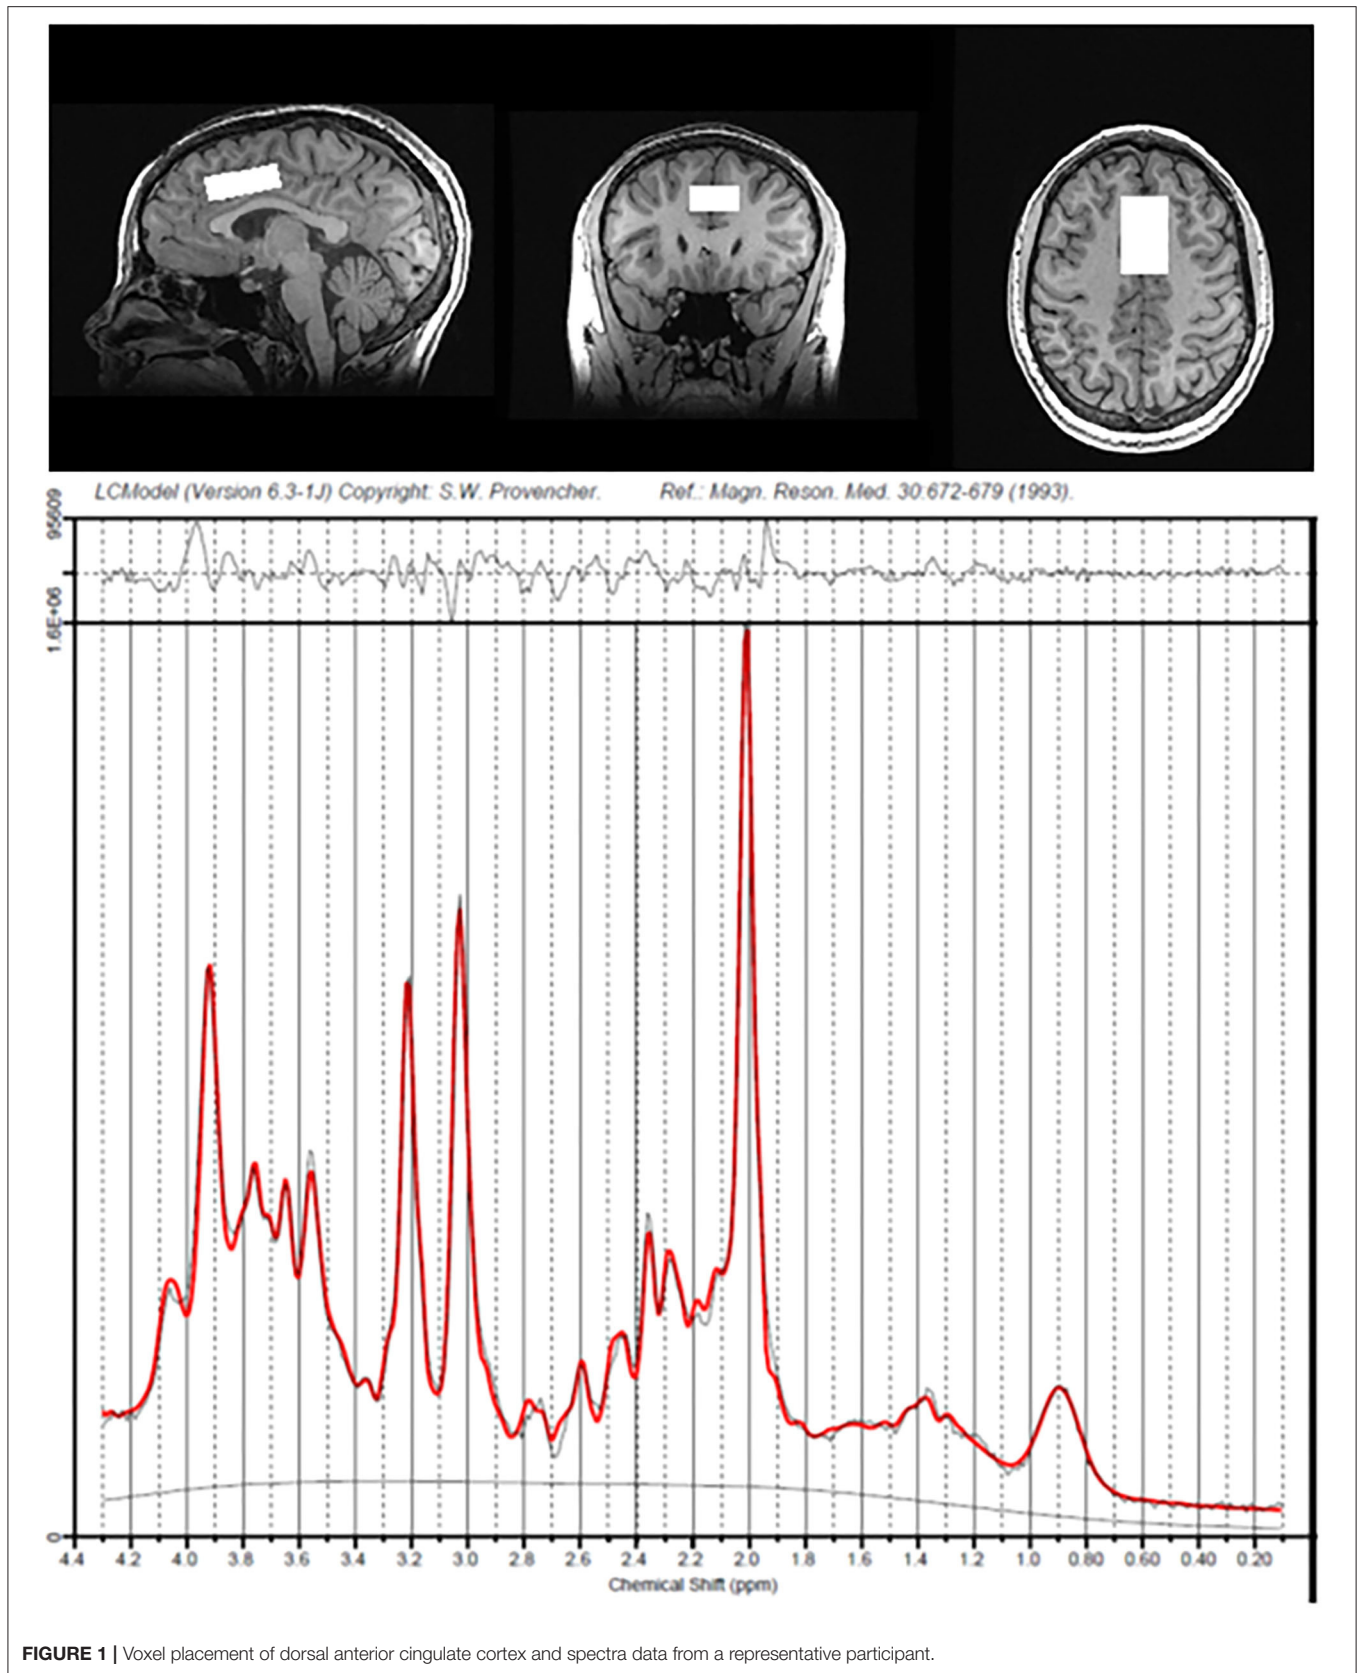 LCModel (Version 6.3-1J) Copyright: S.W. Provencher. Ref.: Magn. Reson. Med. 30:672-679 (1993).
95609
1.6E+06
0
4.4 4.2 4.0 3.8 3.6 3.4 3.2 3.0 2.8 2.6 2.4 2.2 2.0 1.8 1.6 1.4 1.2 1.0 0.80 0.60 0.40 0.20
Chemical Shift (ppm)
FIGURE 1 | Voxel placement of dorsal anterior cingulate cortex and spectra data from a representative participant.